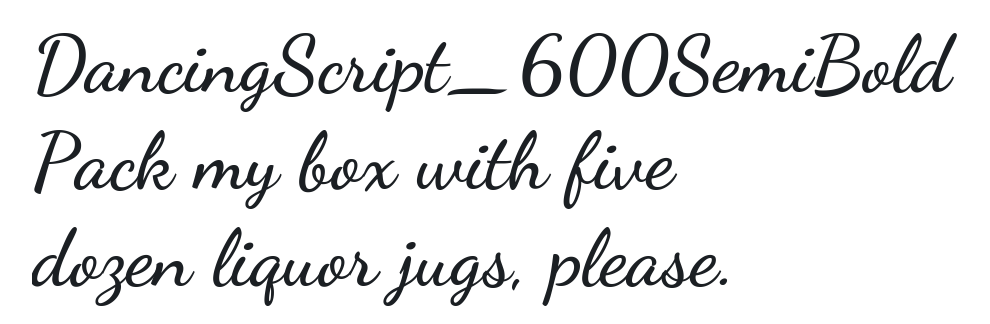 DancingScript_600SemiBold
Pack my box with five
dozen liquor jugs, please.